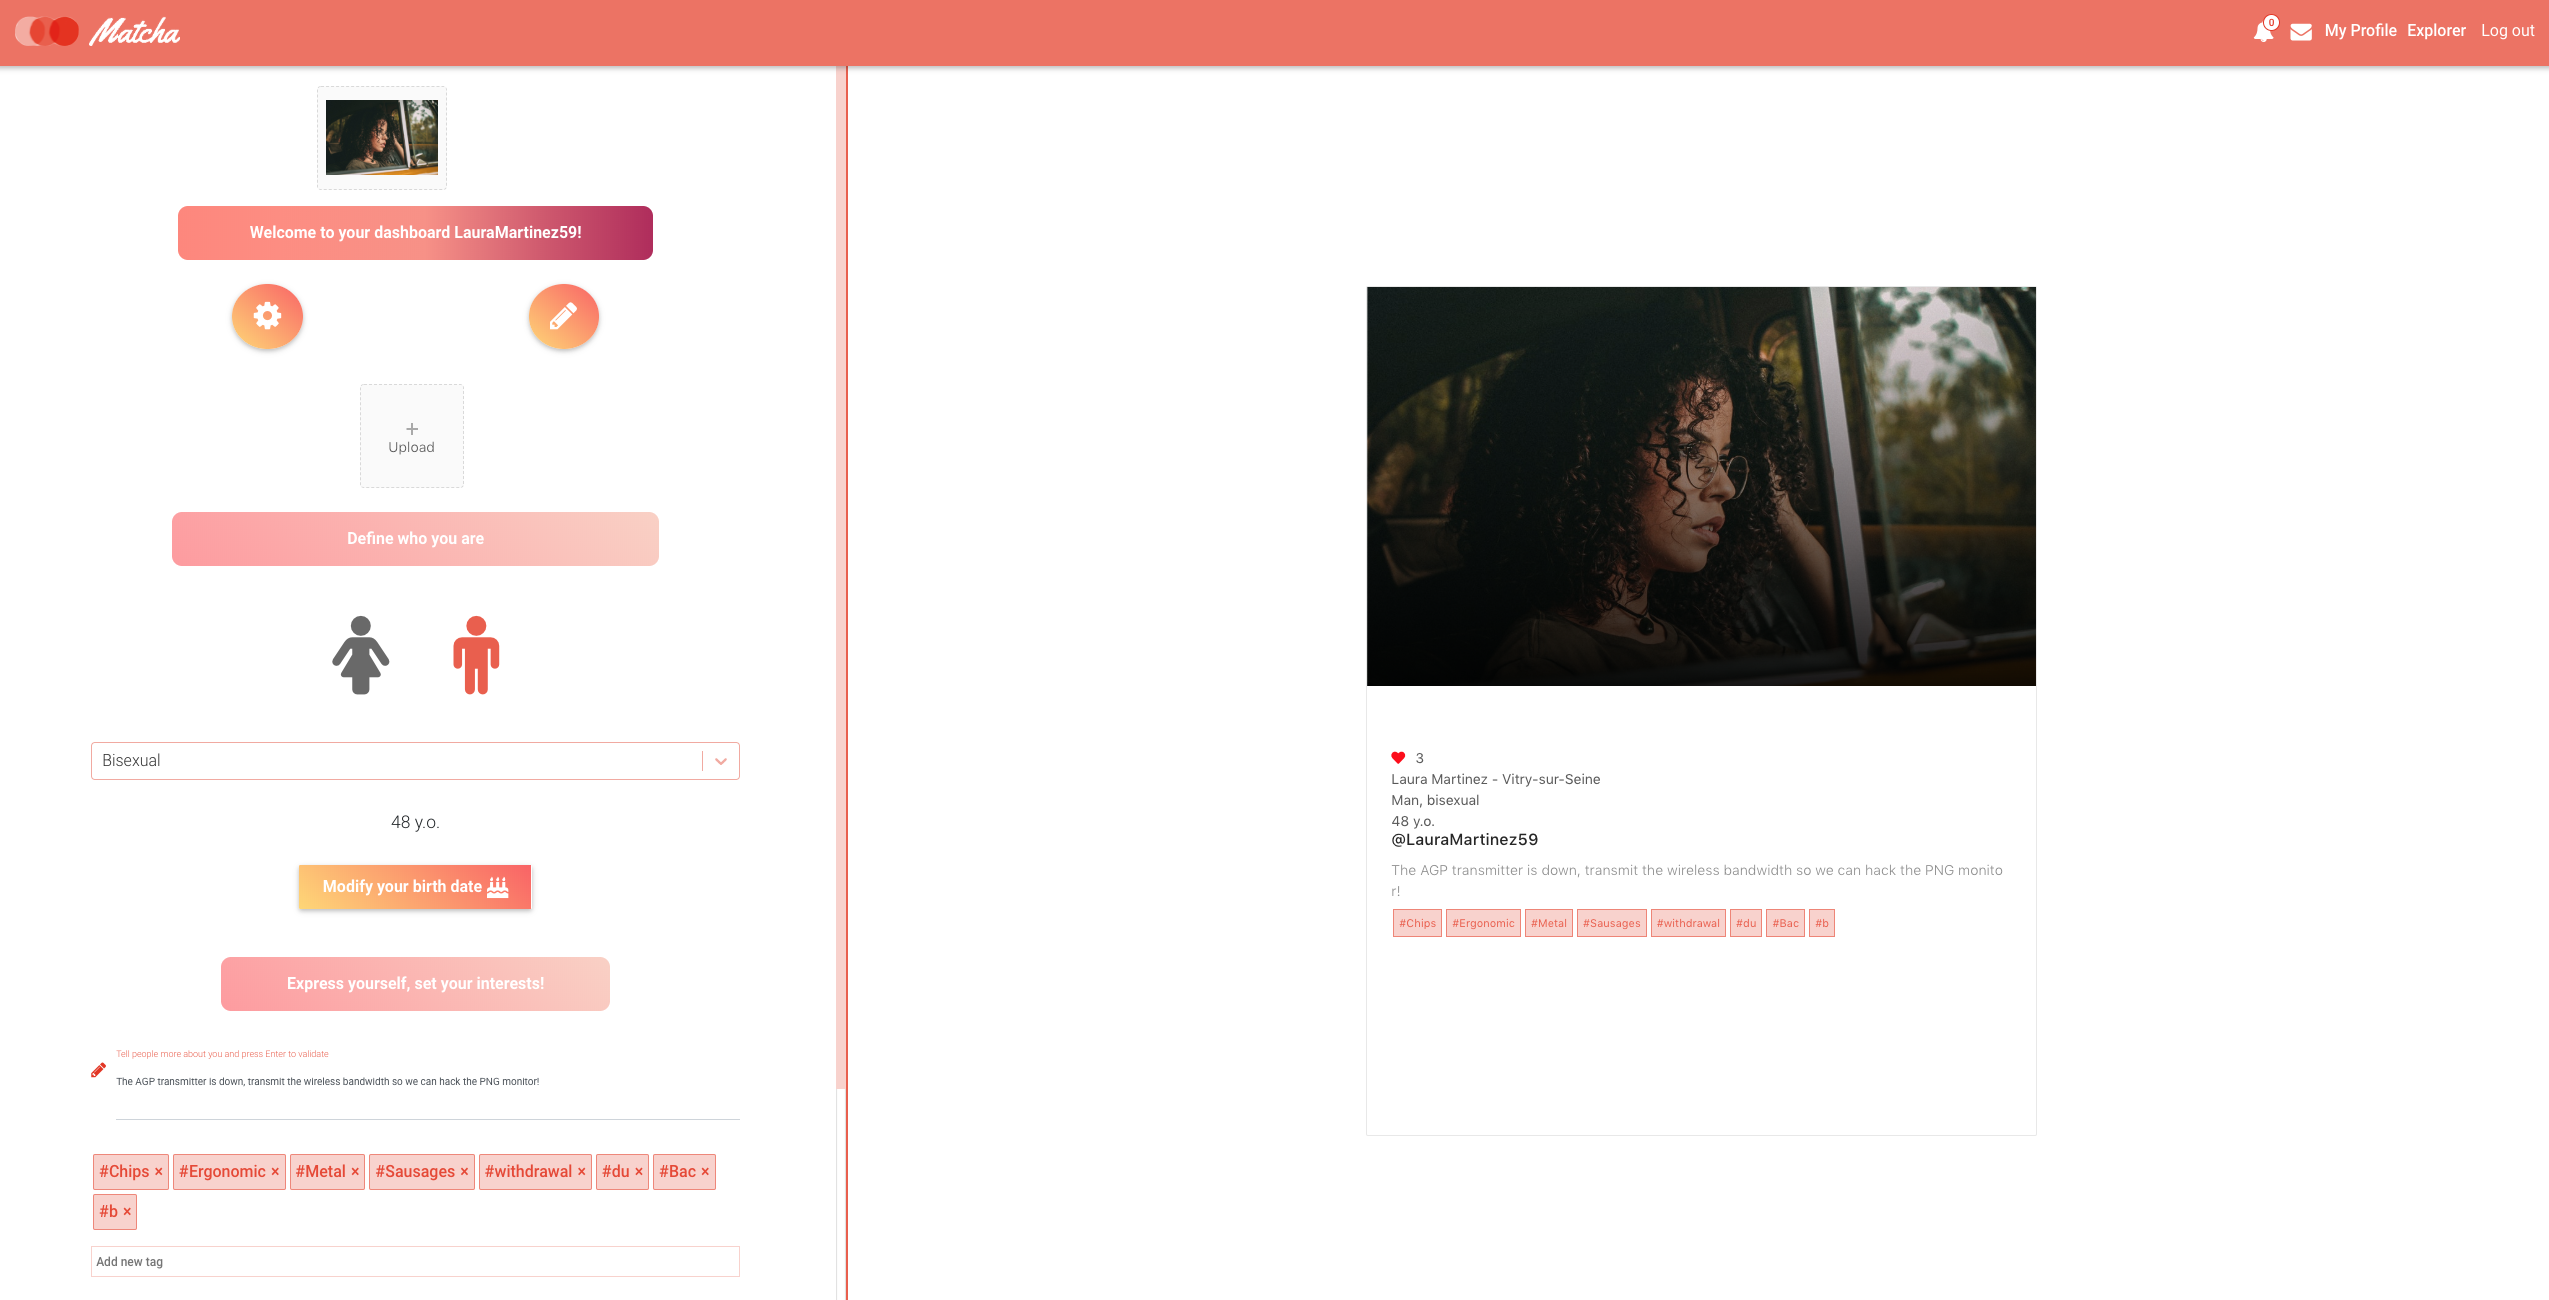 Matcha
0
My Profile Explorer Log out
Welcome to your dashboard LauraMartinez59!
+
Upload
Define who you are
Bisexual
48 y.o.
Modify your birth date
Express yourself, set your interests!
Tell people more about you and press Enter to validate
The AGP transmitter is down, transmit the wireless bandwidth so we can hack the PNG monitor!
#Chips × #Ergonomic × #Metal × #Sausages × #withdrawal × #du × #Bac ×
#b ×
Add new tag
3
Laura Martinez - Vitry-sur-Seine
Man, bisexual
48 y.o.
@LauraMartinez59
The AGP transmitter is down, transmit the wireless bandwidth so we can hack the PNG monito
r!
#Chips #Ergonomic #Metal #Sausages #withdrawal #du #Bac #b